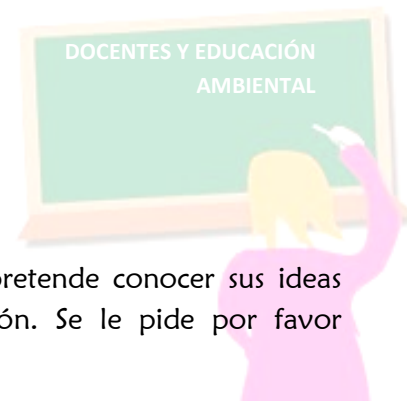 DOCENTES Y EDUCACIÓN
AMBIENTAL
pretende conocer sus ideas
ón. Se le pide por favor